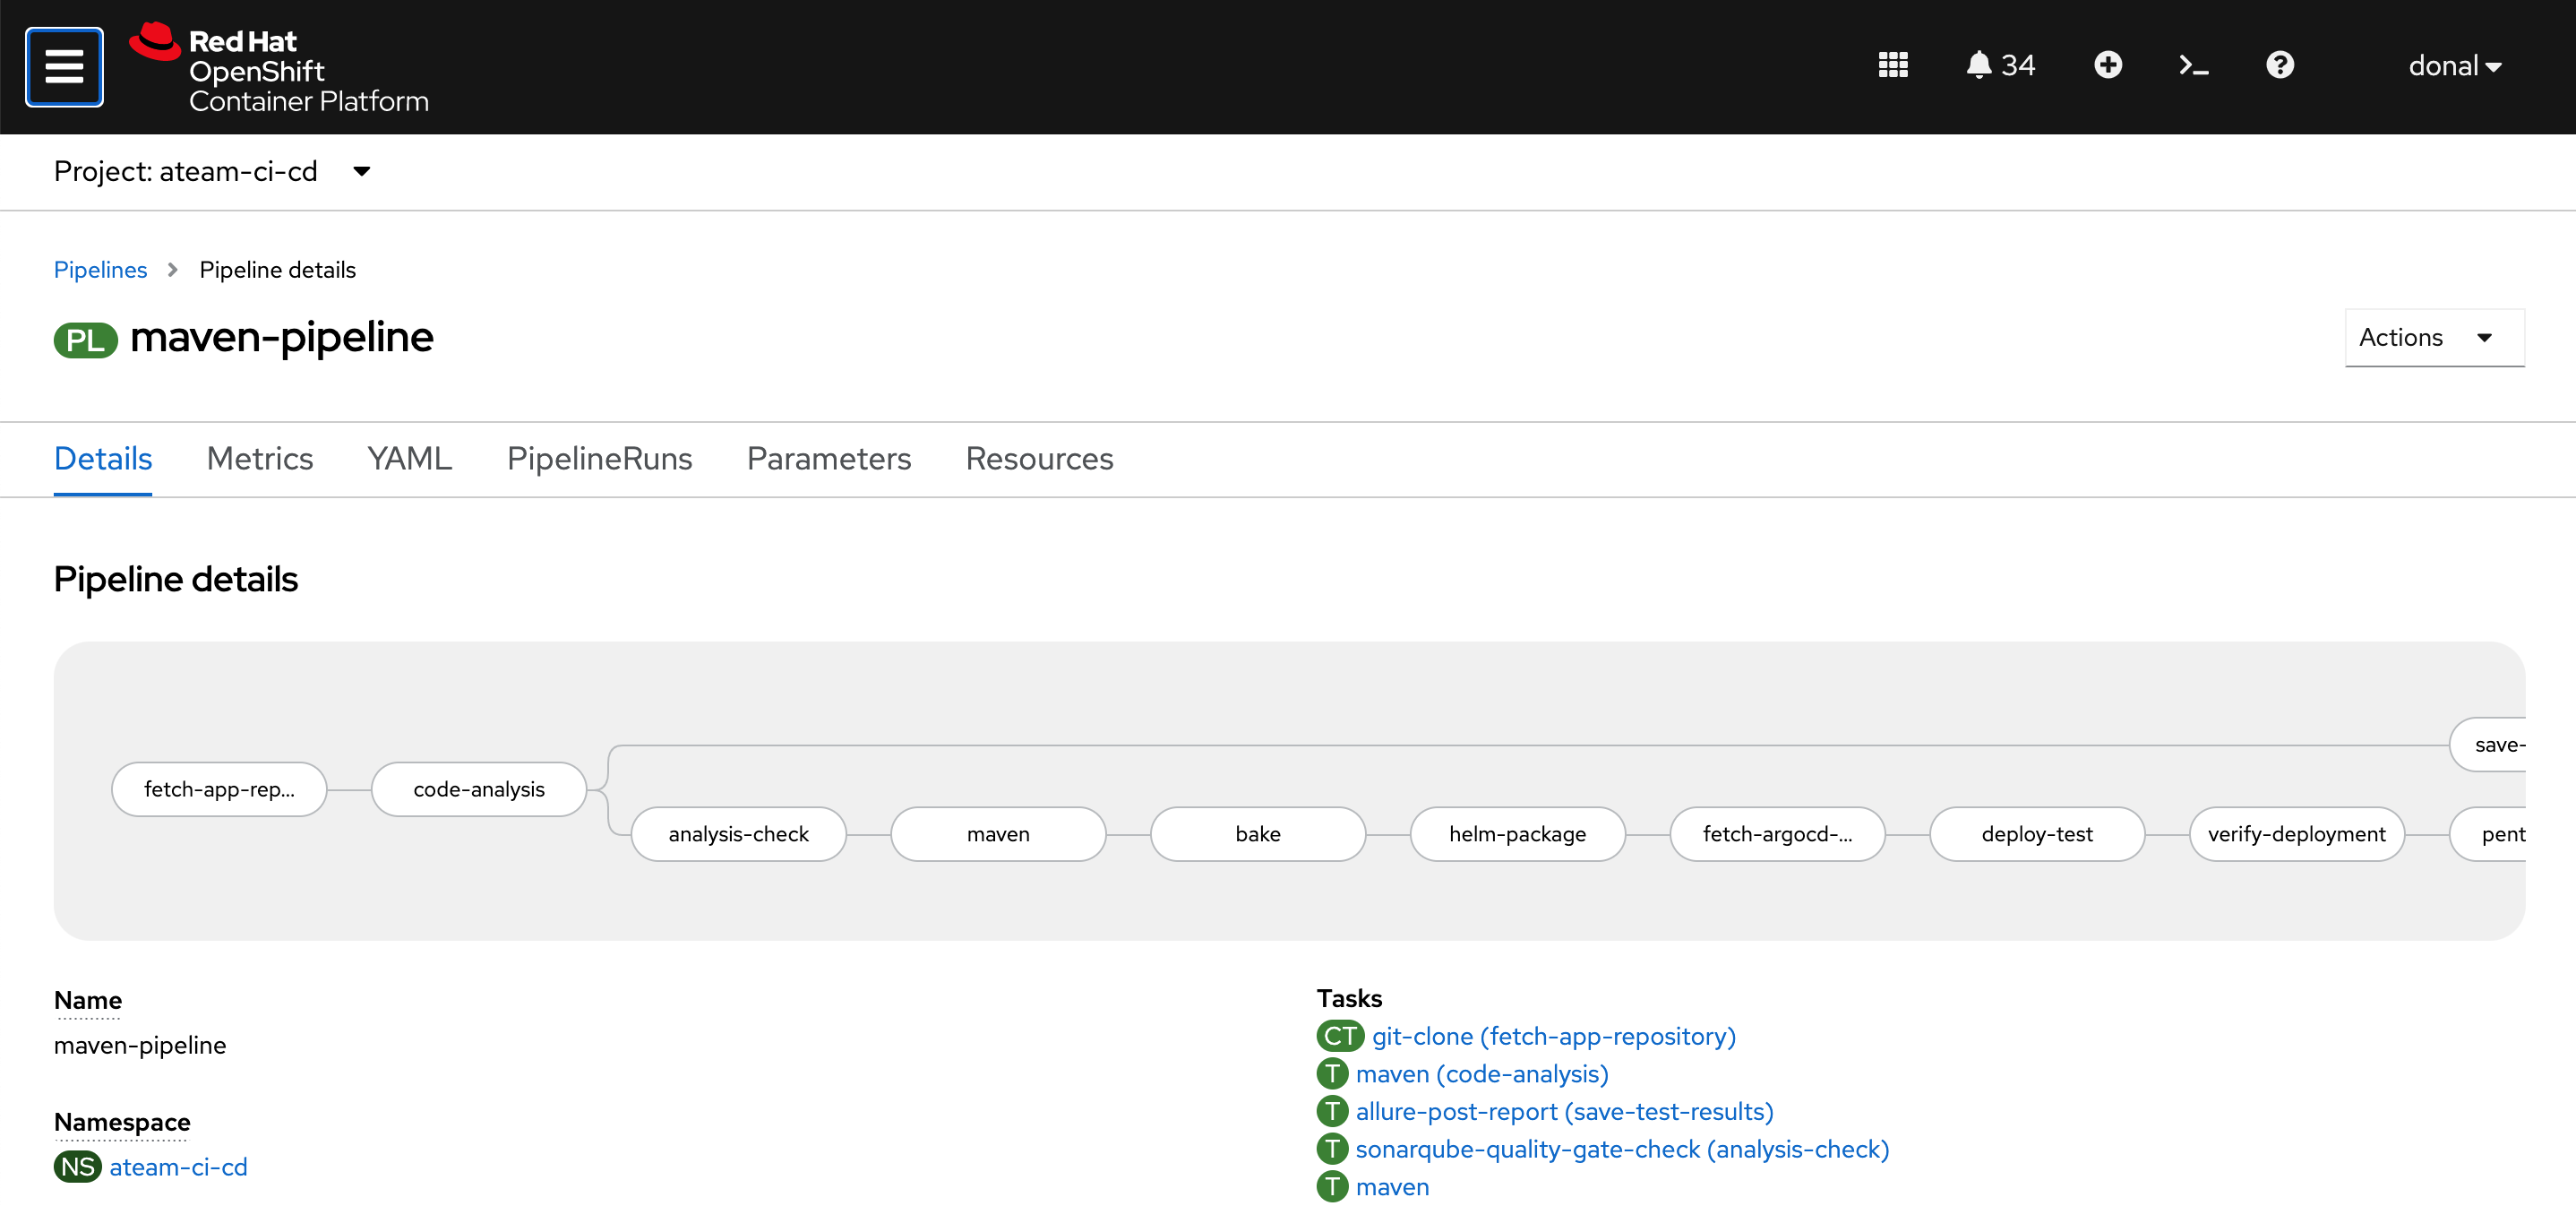 Red Hat
OpenShift
Container Platform
34
donal
Project: ateam-ci-cd
Pipelines > Pipeline details
PL maven-pipeline
Actions
Details Metrics YAML PipelineRuns Parameters Resources
Pipeline details
save-
fetch-app-rep...
code-analysis
analysis-check
maven
bake
helm-package
fetch-argocd-...
deploy-test
verify-deployment
pent
Name
maven-pipeline
Namespace
NS ateam-ci-cd
Tasks
CT git-clone (fetch-app-repository)
T maven (code-analysis)
T allure-post-report (save-test-results)
T sonarqube-quality-gate-check (analysis-check)
T maven